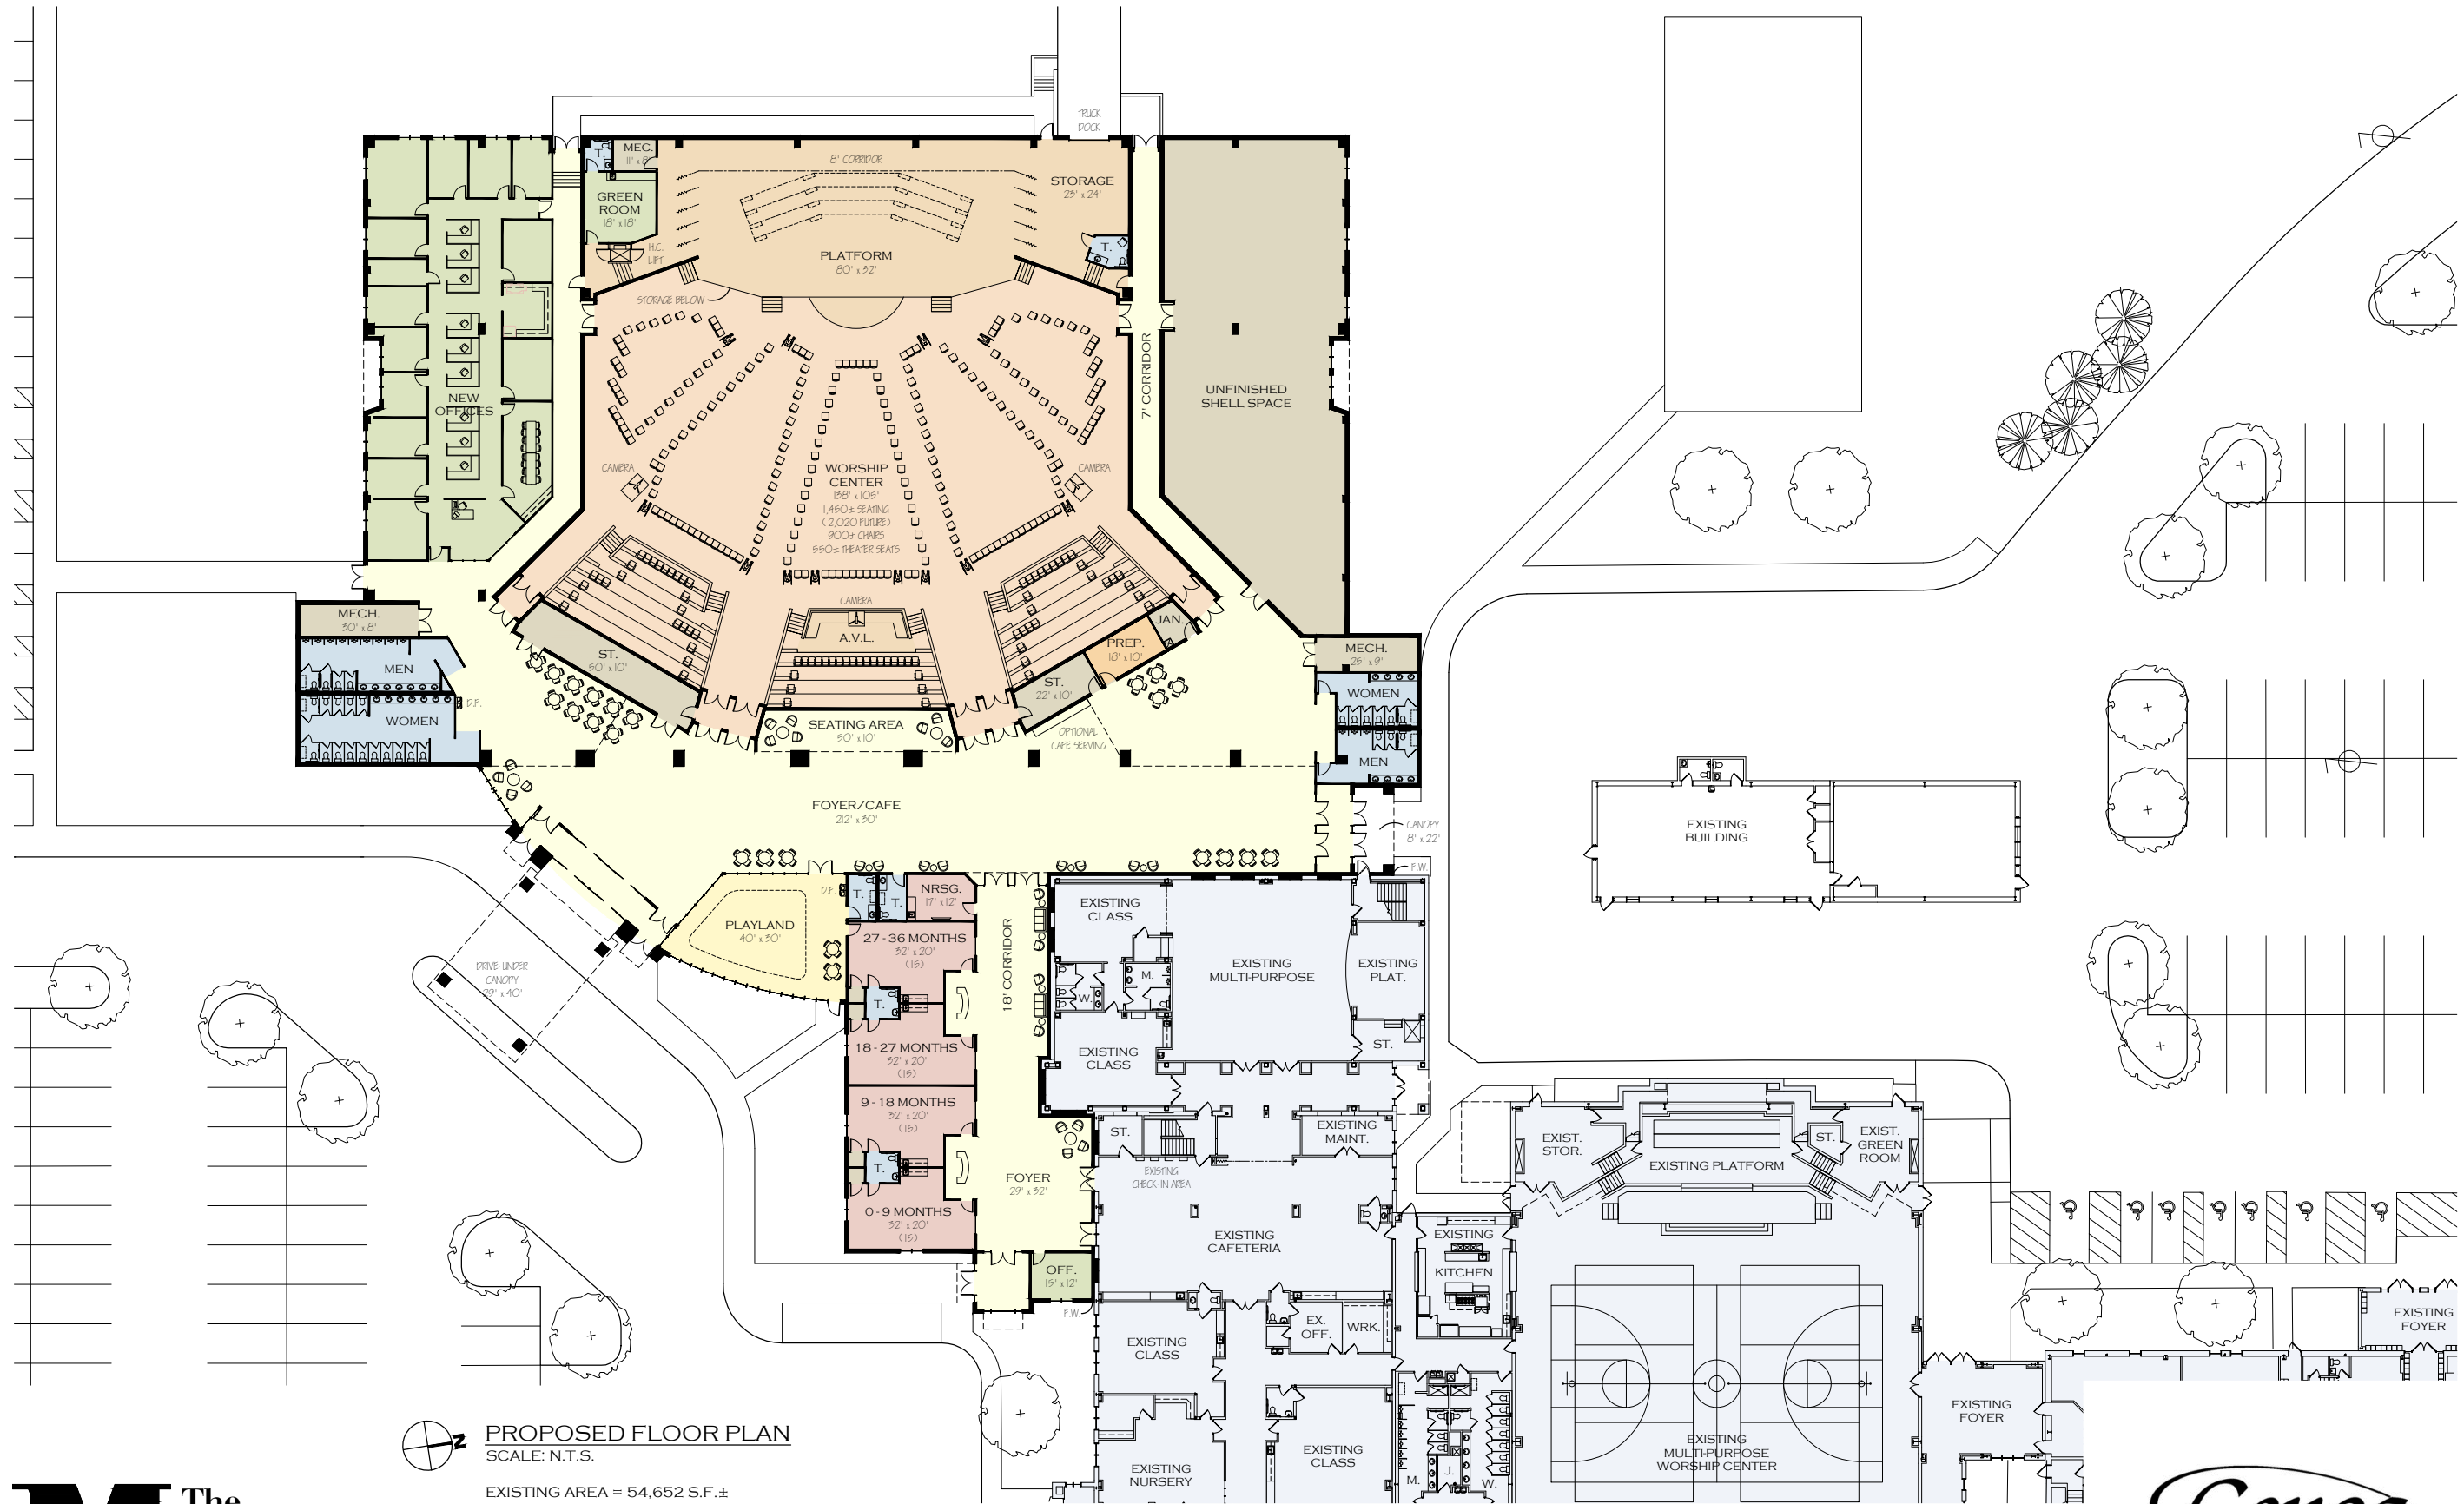 TRUCK
DOCK
T.
MEC.
11' x 8'
8' CORRIDOR
STORAGE
23' x 24'
GREEN
ROOM
18' x 18'
H.C.
LIFT
T.
PLATFORM
80' x 32'
STORAGE BELOW
7' CORRIDOR
UNFINISHED
SHELL SPACE
NEW
OFFICES
CAMERA
CAMERA
WORSHIP
CENTER
138' x 105'
1,450± SEATING
(2,020 FUTURE)
900± CHAIRS
550± THEATER SEATS
CAMERA
A.V.L.
MECH.
30' x 8'
MEN
WOMEN
D.F.
ST.
50' x 10'
JAN.
PREP.
18' x 10'
ST.
22' x 10'
MECH.
25' x 9'
WOMEN
MEN
SEATING AREA
50' x 10'
OPTIONAL
CAFE SERVING
FOYER/CAFE
212' x 30'
CANOPY
8' x 22'
F.W.
EXISTING
BUILDING
D.F.
T.
T.
NRSG.
17' x 12'
PLAYLAND
40' x 30'
DRIVE-UNDER
CANOPY
29' x 40'
27 - 36 MONTHS
32' x 20'
(15)
T.
18 - 27 MONTHS
32' x 20'
(15)
9 - 18 MONTHS
32' x 20'
(15)
T.
0 - 9 MONTHS
32' x 20'
(15)
18' CORRIDOR
FOYER
29' x 32'
OFF.
15' x 12'
F.W.
EXISTING
CLASS
EXISTING
MULTI-PURPOSE
EXISTING
PLAT.
W.
M.
EXISTING
CLASS
ST.
ST.
EXISTING
MAINT.
EXISTING
CHECK-IN AREA
EXISTING
CAFETERIA
EXISTING
KITCHEN
EXIST.
STOR.
EXISTING PLATFORM
ST.
EXIST.
GREEN
ROOM
EXISTING
CLASS
EX.
OFF.
WRK.
EXISTING
CLASS
EXISTING
NURSERY
M.
J.
W.
EXISTING
MULTI-PURPOSE
WORSHIP CENTER
EXISTING
FOYER
EXISTING
FOYER
N
PROPOSED FLOOR PLAN
SCALE: N.T.S.
EXISTING AREA = 54,652 S.F.±
The